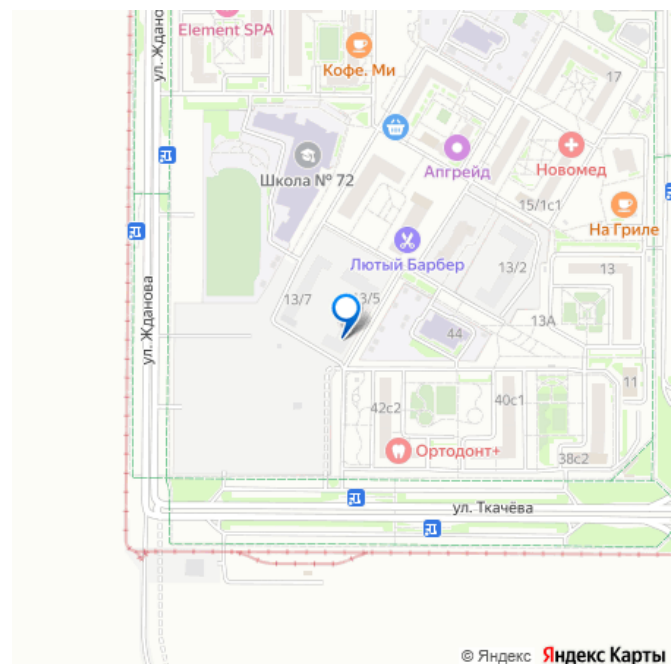 Element SPA
ул. Жданова
Кофе. Ми
17
Школа № 72
Апгрейд
Новомед
15/1с1
На Гриле
Лютый Барбер
13/2
13
13/7
13/5
13А
44
ул. Жданова
11
42с2
40с1
Ортодонт+
38с2
ул. Ткачёва
© Яндекс Яндекс Карты